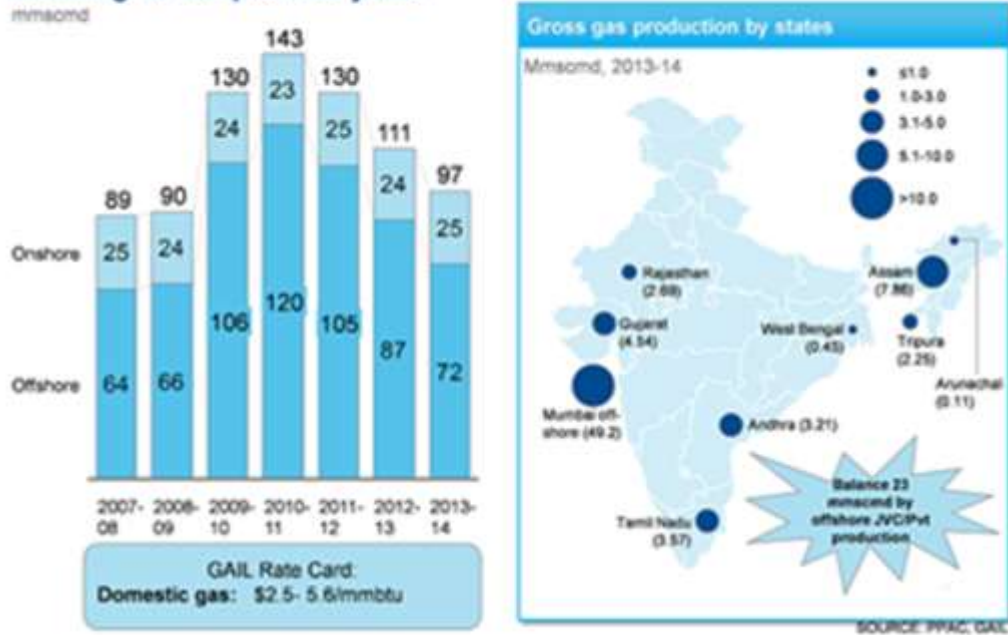 mmscmd
143
130
130
23
111
24
25
97
89
90
24
25
Onshore
25
24
106
120
105
87
72
Offshore
64
66
2007-
08
2008-
09
2009-
10
2010-
11
2011-
12
2012-
13
2013-
14
GAIL Rate Card:
Domestic gas: $2.5- 5.6/mmbtu
Gross gas production by states
Mmscmd, 2013-14
≤1.0
1.0-3.0
3.1-5.0
5.1-10.0
>10.0
Rajasthan
(2.69)
Assam
(7.86)
Gujarat
(4.54)
West Bengal
(0.45)
Tripura
(2.25)
Arunachal
(0.11)
Mumbai off-
shore (49.2)
Andhra (3.21)
Tamil Nadu
(3.57)
Balance 23
mmscmd by
offshore JVC/Pvt
production
SOURCE: PPAC, GAIL